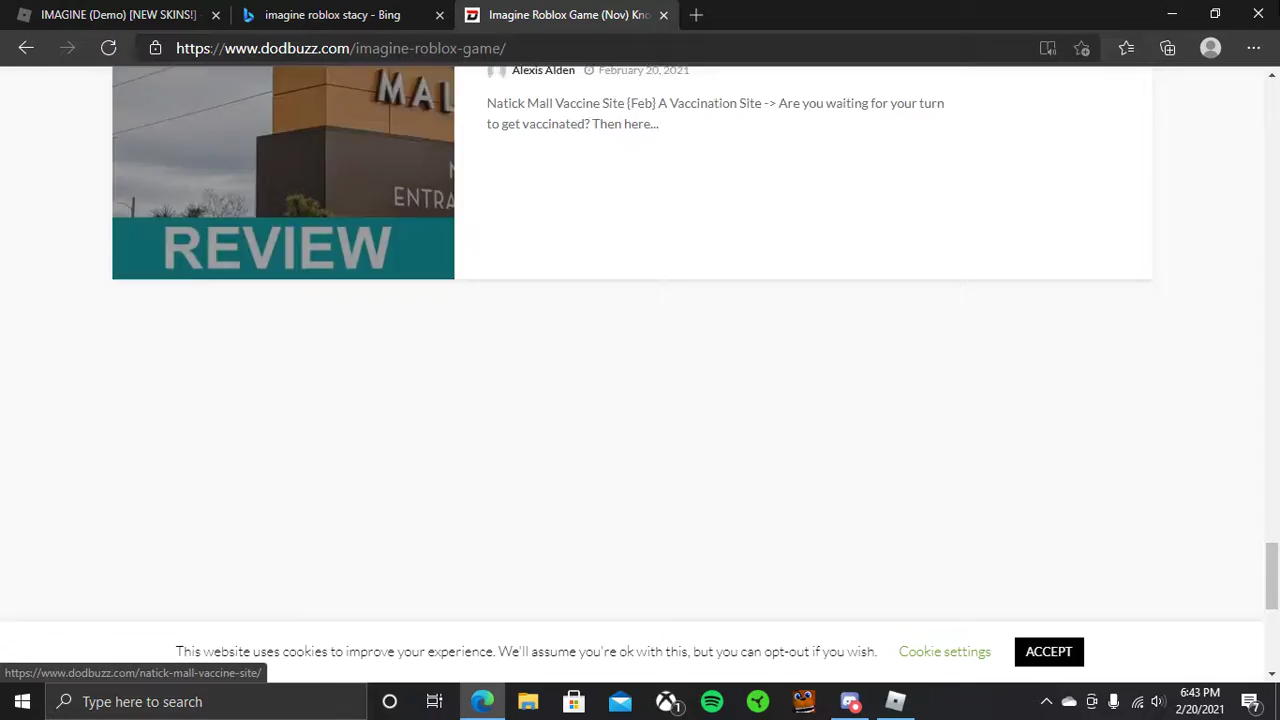 IMAGINE (Demo) [NEW SKINS!]
imagine roblox stacy - Bing
Imagine Roblox Game (Nov) Kno
https://www.dodbuzz.com/imagine-roblox-game/
Alexis Alden February 20, 2021
Natick Mall Vaccine Site {Feb} A Vaccination Site -> Are you waiting for your turn
to get vaccinated? Then here...
MAL
ENTRA
REVIEW
This website uses cookies to improve your experience. We'll assume you're ok with this, but you can opt-out if you wish. Cookie settings ACCEPT
https://www.dodbuzz.com/natick-mall-vaccine-site/
Type here to search
1
6:43 PM
2/20/2021
7